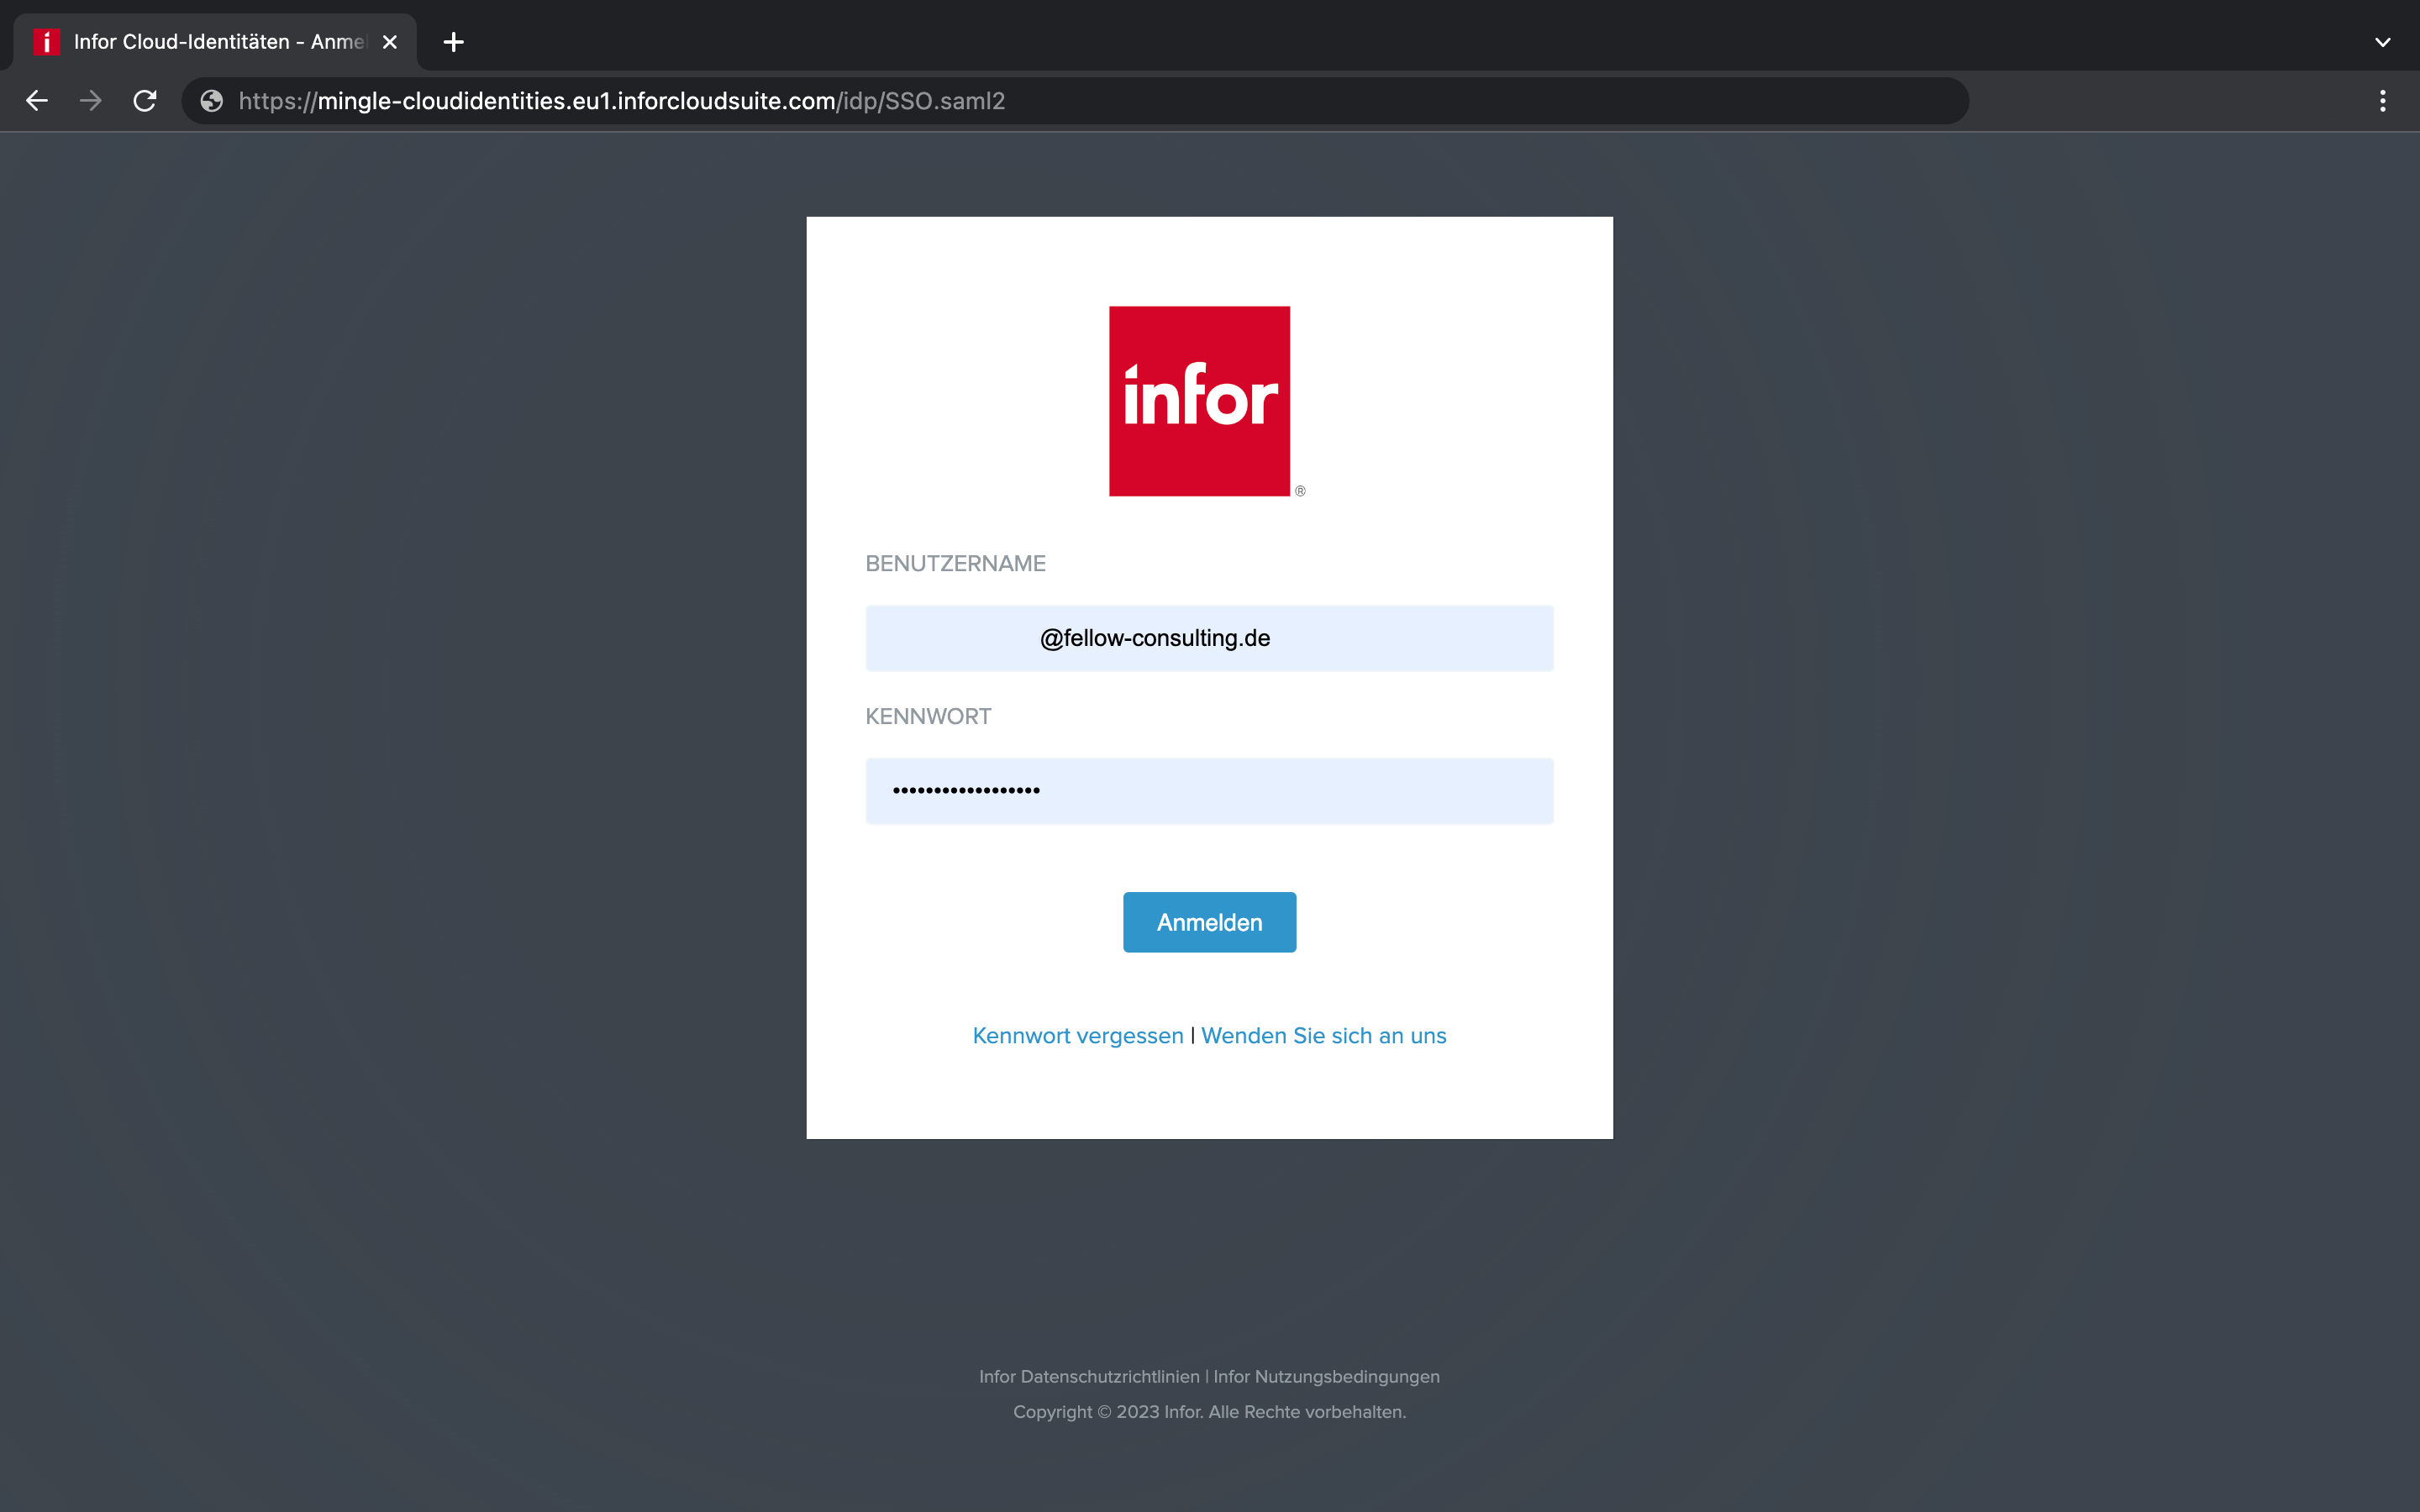 Infor Cloud-Identitäten - Anmel
https://mingle-cloudidentities.eu1.inforcloudsuite.com/idp/SSO.saml2
infor
®
BENUTZERNAME
@fellow-consulting.de
KENNWORT
••••••••••••••••••
Anmelden
Kennwort vergessen | Wenden Sie sich an uns
Infor Datenschutzrichtlinien | Infor Nutzungsbedingungen
Copyright © 2023 Infor. Alle Rechte vorbehalten.